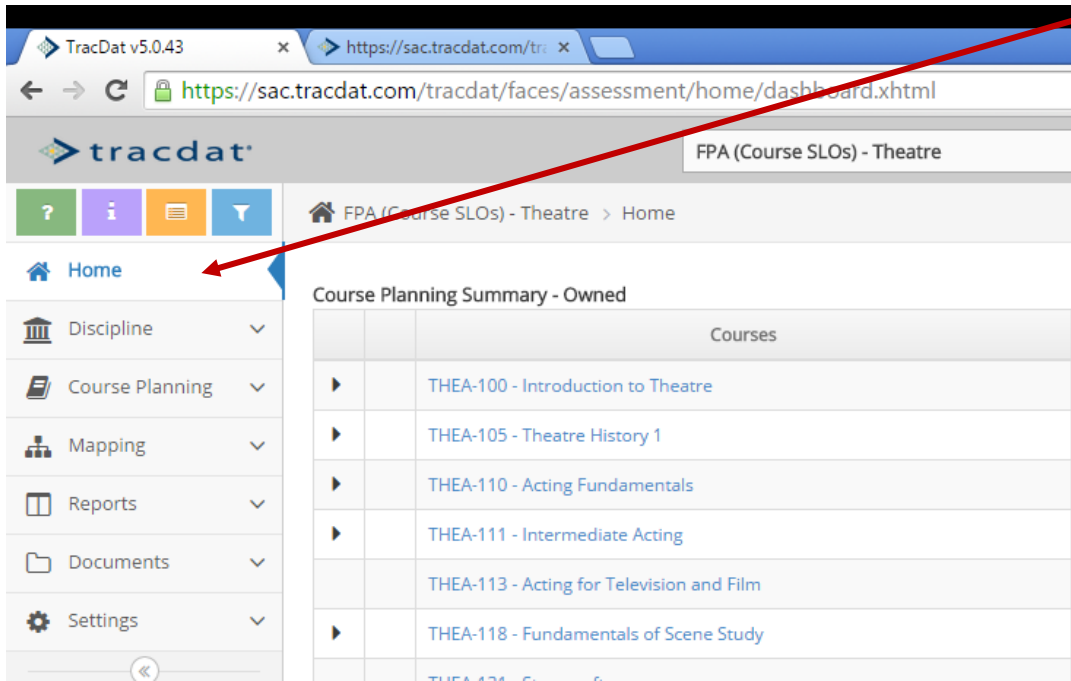 TracDat v5.0.43
https://sac.tracdat.com/tra
https://sac.tracdat.com/tracdat/faces/assessment/home/dashboard.xhtml
tracdat
FPA (Course SLOs) - Theatre
? i
FPA (Course SLOs) - Theatre > Home
Home
Discipline
Course Planning
Mapping
Reports
Documents
Settings
Course Planning Summary - Owned
Courses
THEA-100 - Introduction to Theatre
THEA-105 - Theatre History 1
THEA-110 - Acting Fundamentals
THEA-111 - Intermediate Acting
THEA-113 - Acting for Television and Film
THEA-118 - Fundamentals of Scene Study